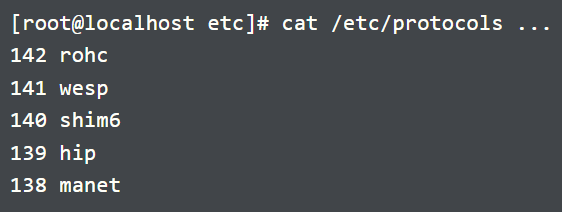 [root@localhost etc]# cat /etc/protocols ...
142 rohc
141 wesp
140 shim6
139 hip
138 manet